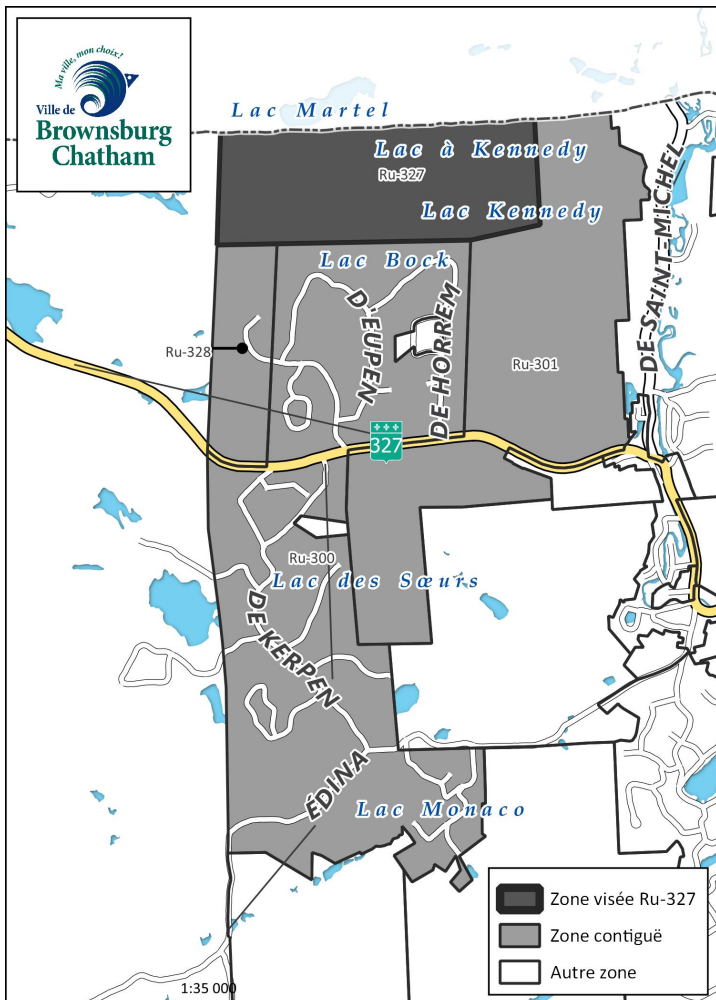 Ma ville, mon choix!
Ville de
Brownsburg
Chatham
Lac Martel
Lac à Kennedy
Ru-327
Lac Kennedy
DE SAINT-MICHEL
Lac Bock
D EUPEN
DE HORREM
Ru-328
Ru-301
327
Ru-300
Lac des Sœurs
DE KERPEN
ÉDINA
Lac Monaco
Zone visée Ru-327
Zone contiguë
Autre zone
1:35 000